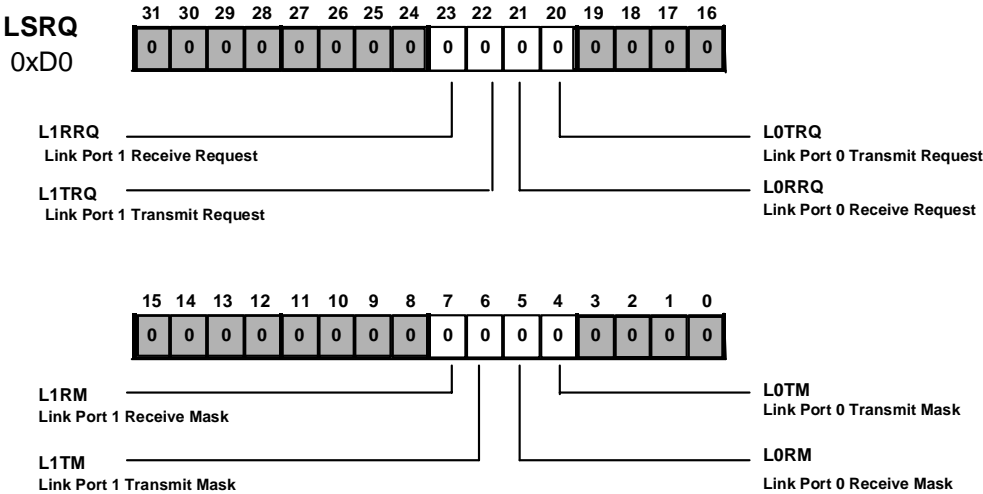 LSRQ
0xD0
31 30 29 28 27 26 25 24 23 22 21 20 19 18 17 16
0 0 0 0 0 0 0 0 0 0 0 0 0 0 0 0
L1RRQ
Link Port 1 Receive Request
L1TRQ
Link Port 1 Transmit Request
L0TRQ
Link Port 0 Transmit Request
L0RRQ
Link Port 0 Receive Request
15 14 13 12 11 10 9 8 7 6 5 4 3 2 1 0
0 0 0 0 0 0 0 0 0 0 0 0 0 0 0 0
L1RM
Link Port 1 Receive Mask
L1TM
Link Port 1 Transmit Mask
L0TM
Link Port 0 Transmit Mask
L0RM
Link Port 0 Receive Mask